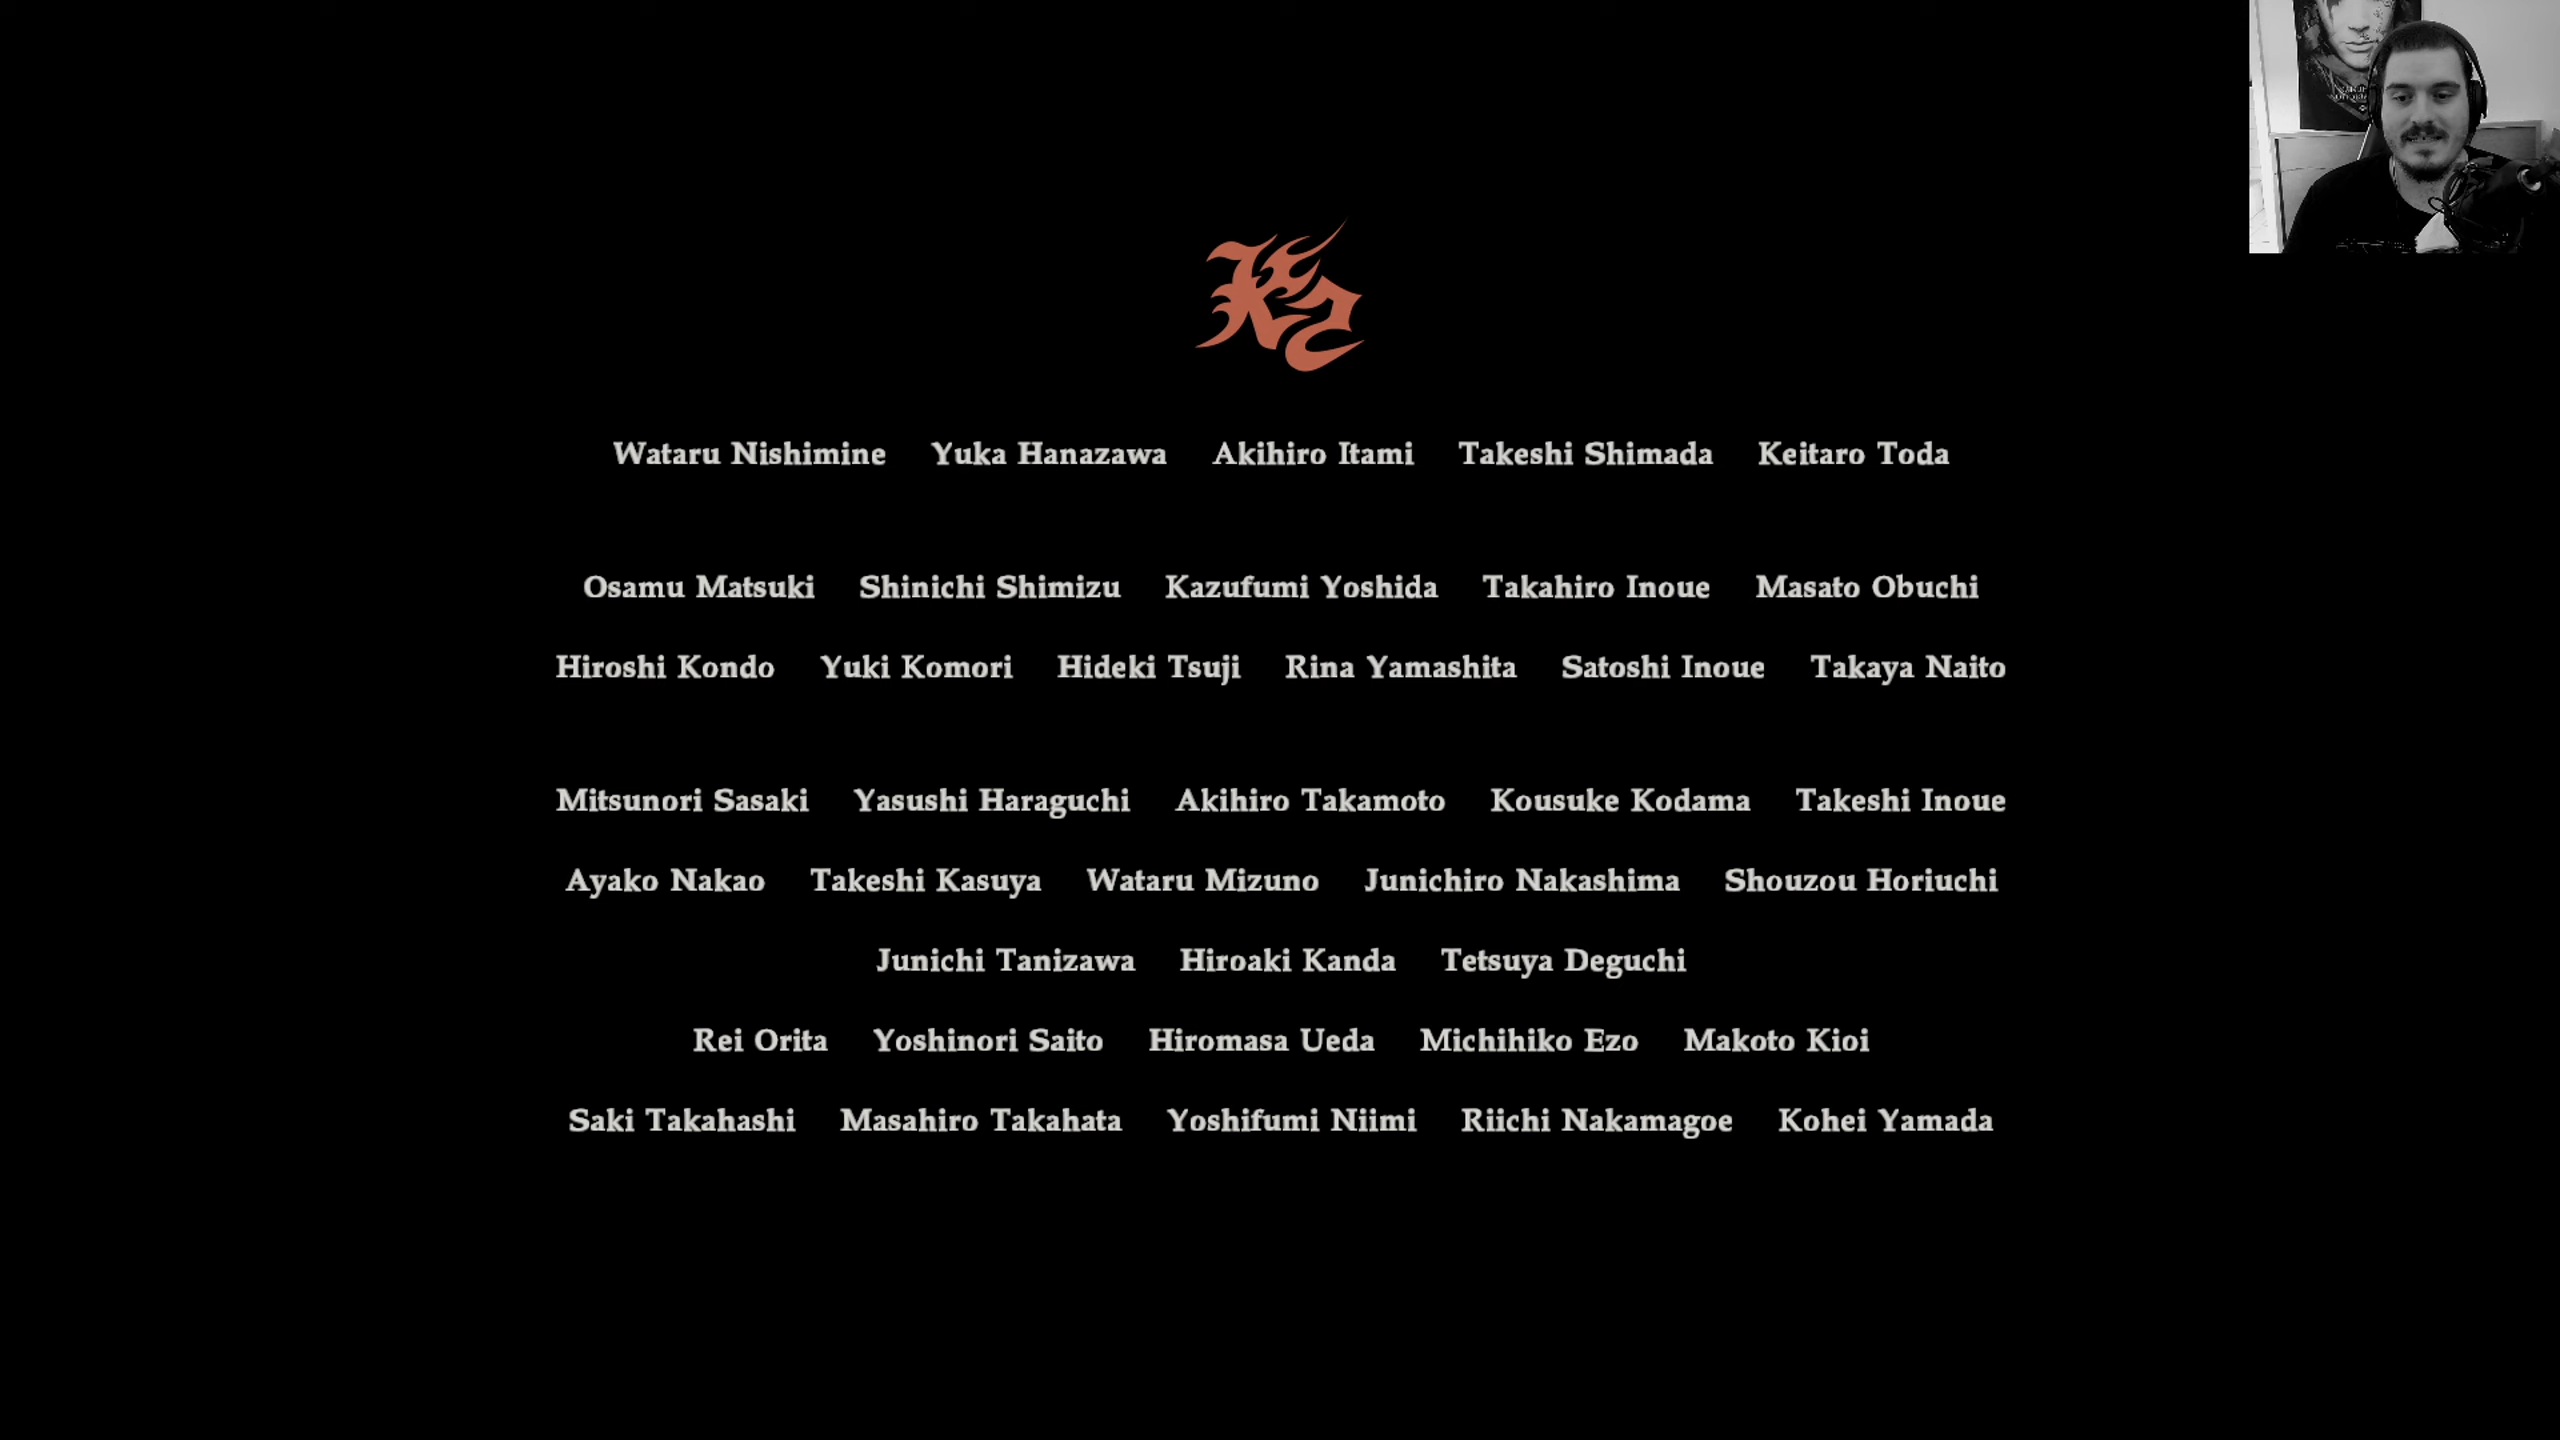 K2
Wataru Nishimine Yuka Hanazawa Akihiro Itami Takeshi Shimada Keitaro Toda
Osamu Matsuki Shinichi Shimizu Kazufumi Yoshida Takahiro Inoue Masato Obuchi
Hiroshi Kondo Yuki Komori Hideki Tsuji Rina Yamashita Satoshi Inoue Takaya Naito
Mitsunori Sasaki Yasushi Haraguchi Akihiro Takamoto Kousuke Kodama Takeshi Inoue
Ayako Nakao Takeshi Kasuya Wataru Mizuno Junichiro Nakashima Shouzou Horiuchi
Junichi Tanizawa Hiroaki Kanda Tetsuya Deguchi
Rei Orita Yoshinori Saito Hiromasa Ueda Michihiko Ezo Makoto Kioi
Saki Takahashi Masahiro Takahata Yoshifumi Niimi Riichi Nakamagoe Kohei Yamada